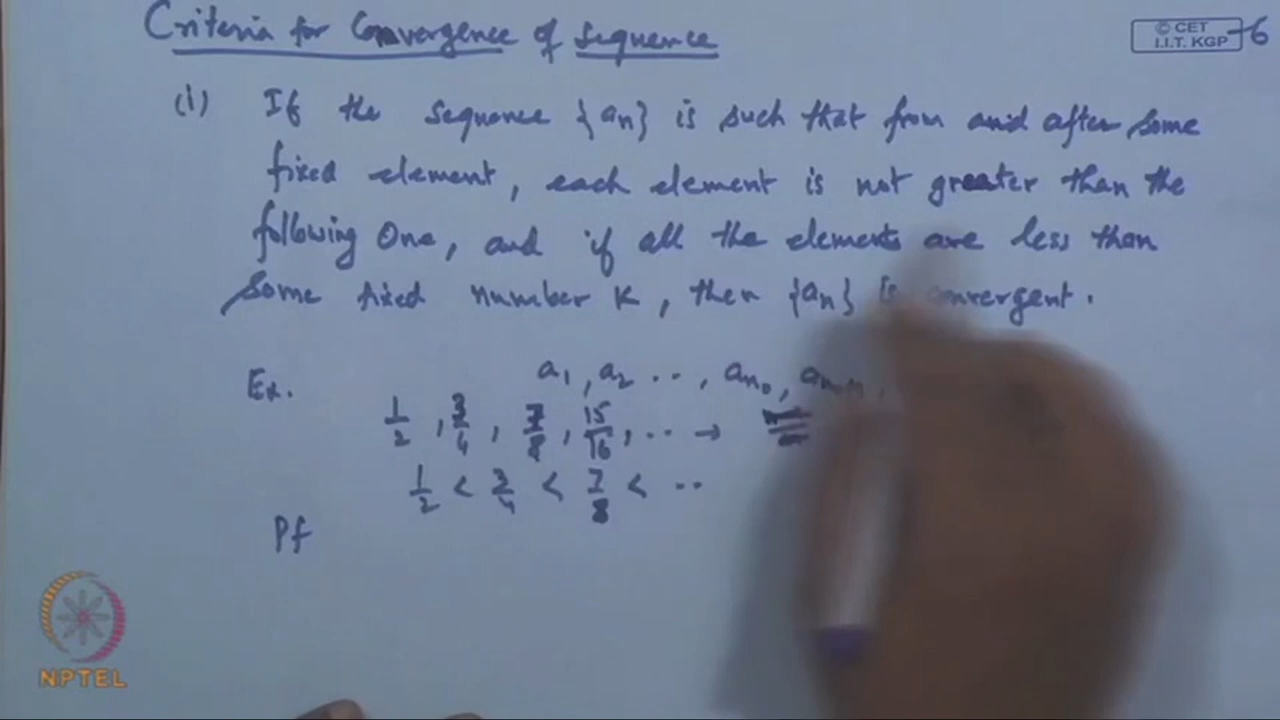 Criteria for Convergence of Sequence
© CET
I.I.T. KGP
-6
(i) If the sequence {an} is such that from and after some
fixed element, each element is not greater than the
following One, and if all the elements are less than
some fixed number K, then {an} is convergent.
Ex. a1, a2 ..., an0,
1/2, 3/4, 7/8, 15/16, ... →
1/2 < 3/4 < 7/8 < ..
Pf
NPTEL